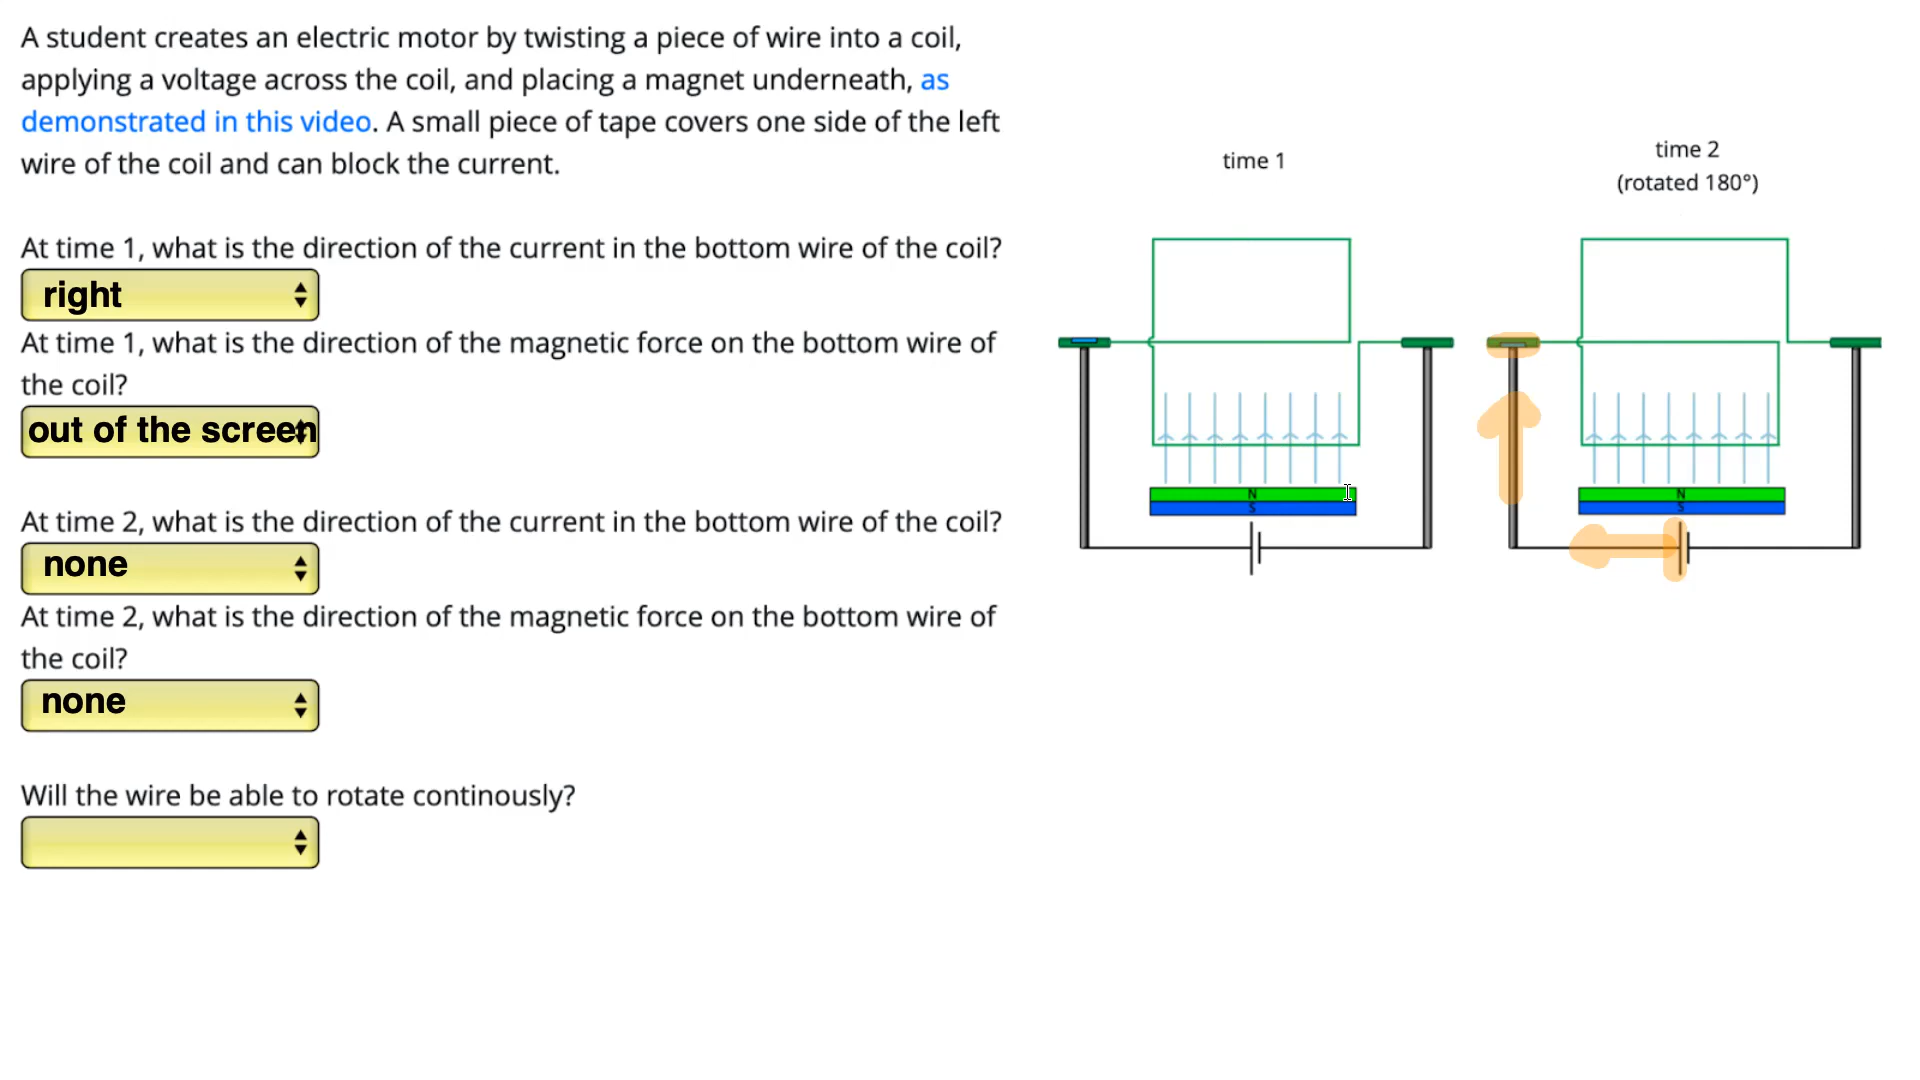 A student creates an electric motor by twisting a piece of wire into a coil,
applying a voltage across the coil, and placing a magnet underneath, as
demonstrated in this video. A small piece of tape covers one side of the left
wire of the coil and can block the current.
At time 1, what is the direction of the current in the bottom wire of the coil?
right
At time 1, what is the direction of the magnetic force on the bottom wire of
the coil?
out of the screen
At time 2, what is the direction of the current in the bottom wire of the coil?
none
At time 2, what is the direction of the magnetic force on the bottom wire of
the coil?
none
Will the wire be able to rotate continously?
time 1
N
S
time 2
(rotated 180°)
N
S